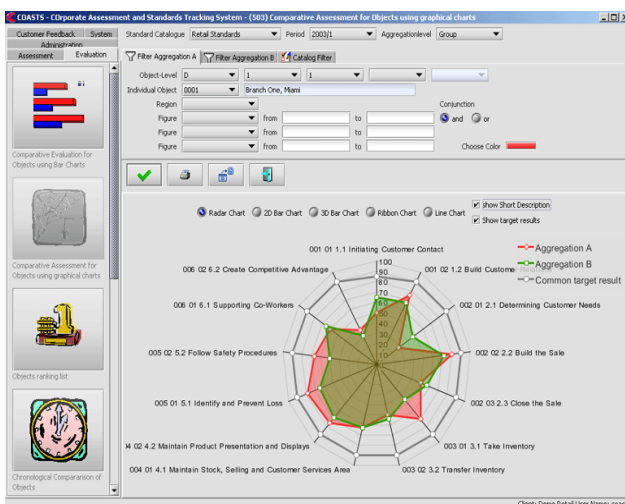 COASTS - COrporate Assessment and Standards Tracking System - (503) Comparative Assessment for Objects using graphical charts
Customer Feedback System
Administration
Assessment Evaluation
Standard Catalogue Retail Standards Period 2003/1 Aggregationlevel Group
Filter Aggregation A Filter Aggregation B Catalog Filter
Object-Level D 1 1
Individual Object 0001 Branch One, Miami
Region Conjunction
Figure from to and or
Figure from to
Figure from to Choose Color
Comparative Evaluation for
Objects using Bar Charts
Comparative Assessment for
Objects using graphical charts
Objects ranking list
Chronological Compararison of
Objects
Radar Chart 2D Bar Chart 3D Bar Chart Ribbon Chart Line Chart
show Short Description
Show target results
001 01 1.1 Initiating Customer Contact
001 02 1.2 Build Custome
002 01 2.1 Determining Customer Needs
002 02 2.2 Build the Sale
002 03 2.3 Close the Sale
003 01 3.1 Take Inventory
003 02 3.2 Transfer Inventory
004 01 4.1 Maintain Stock, Selling and Customer Services Area
04 02 4.2 Maintain Product Presentation and Displays
005 01 5.1 Identify and Prevent Loss
005 02 5.2 Follow Safety Procedures
006 01 6.1 Supporting Co-Workers
006 02 6.2 Create Competitive Advantage
100
90
80
70
60
50
40
30
20
10
Aggregation A
Aggregation B
Common target result